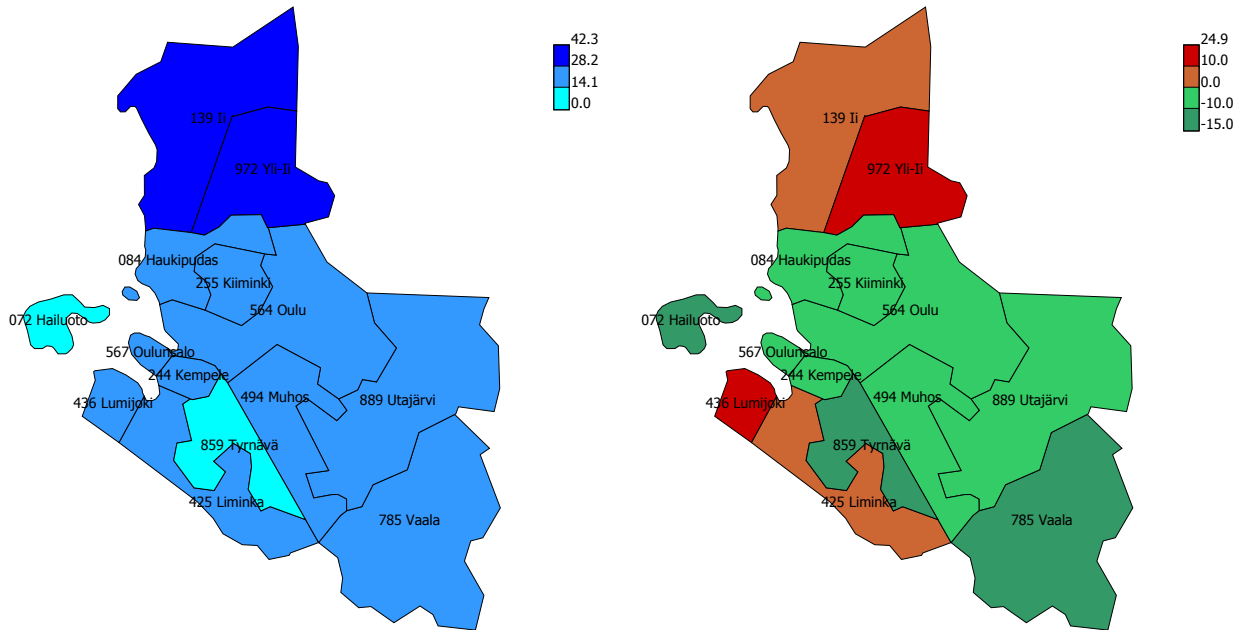 42.3
28.2
14.1
0.0
139 Ii
972 Yli-Ii
084 Haukipudas
255 Kiiminki
564 Oulu
072 Hailuoto
567 Oulunsalo
244 Kempele
436 Lumijoki
494 Muhos
889 Utajärvi
859 Tyrnävä
425 Liminka
785 Vaala
24.9
10.0
0.0
-10.0
-15.0
139 Ii
972 Yli-Ii
084 Haukipudas
255 Kiiminki
564 Oulu
072 Hailuoto
567 Oulunsalo
244 Kempele
436 Lumijoki
494 Muhos
889 Utajärvi
859 Tyrnävä
425 Liminka
785 Vaala